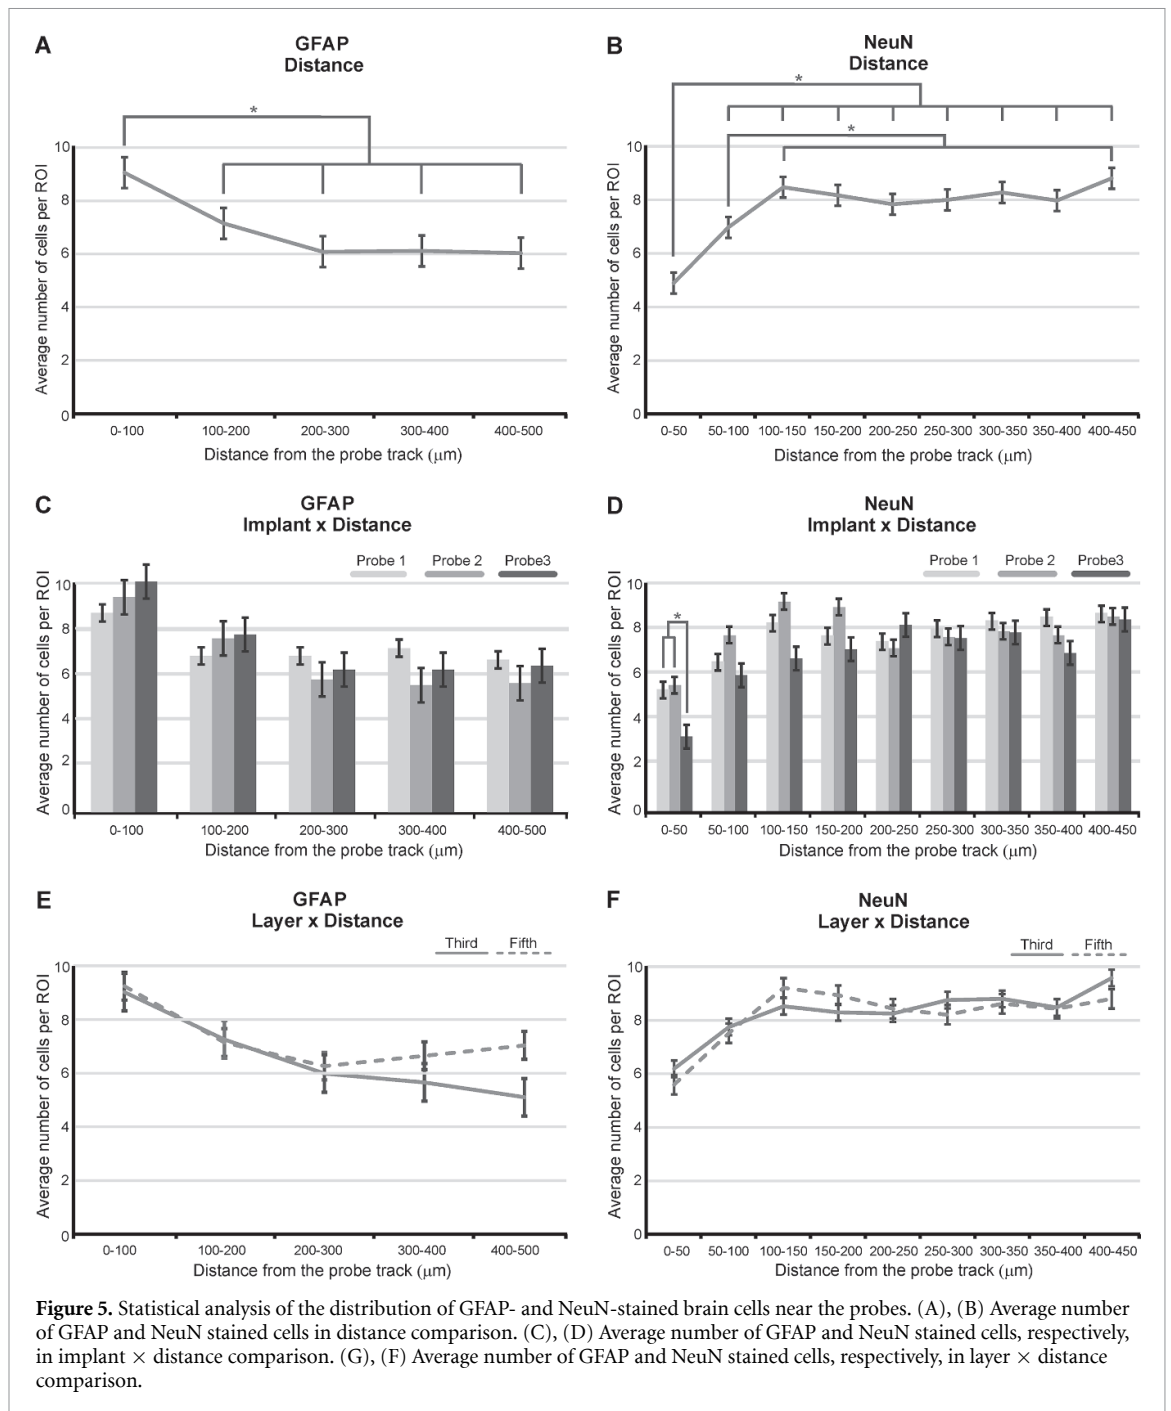 A
GFAP
Distance
*
Average number of cells per ROI
10
8
6
4
2
0
0-100
100-200
200-300
300-400
400-500
Distance from the probe track (μm)
B
NeuN
Distance
*
*
Average number of cells per ROI
10
8
6
4
2
0
0-50
50-100
100-150
150-200
200-250
250-300
300-350
350-400
400-450
Distance from the probe track (μm)
C
GFAP
Implant x Distance
Probe 1
Probe 2
Probe3
Average number of cells per ROI
10
8
6
4
2
0
0-100
100-200
200-300
300-400
400-500
Distance from the probe track (μm)
D
NeuN
Implant x Distance
Probe 1
Probe 2
Probe3
*
Average number of cells per ROI
10
8
6
4
2
0
0-50
50-100
100-150
150-200
200-250
250-300
300-350
350-400
400-450
Distance from the probe track (μm)
E
GFAP
Layer x Distance
Third
Fifth
Average number of cells per ROI
10
8
6
4
2
0
0-100
100-200
200-300
300-400
400-500
Distance from the probe track (μm)
F
NeuN
Layer x Distance
Third
Fifth
Average number of cells per ROI
10
8
6
4
2
0
0-50
50-100
100-150
150-200
200-250
250-300
300-350
350-400
400-450
Distance from the probe track (μm)
Figure 5. Statistical analysis of the distribution of GFAP- and NeuN-stained brain cells near the probes. (A), (B) Average number
of GFAP and NeuN stained cells in distance comparison. (C), (D) Average number of GFAP and NeuN stained cells, respectively,
in implant × distance comparison. (G), (F) Average number of GFAP and NeuN stained cells, respectively, in layer × distance
comparison.